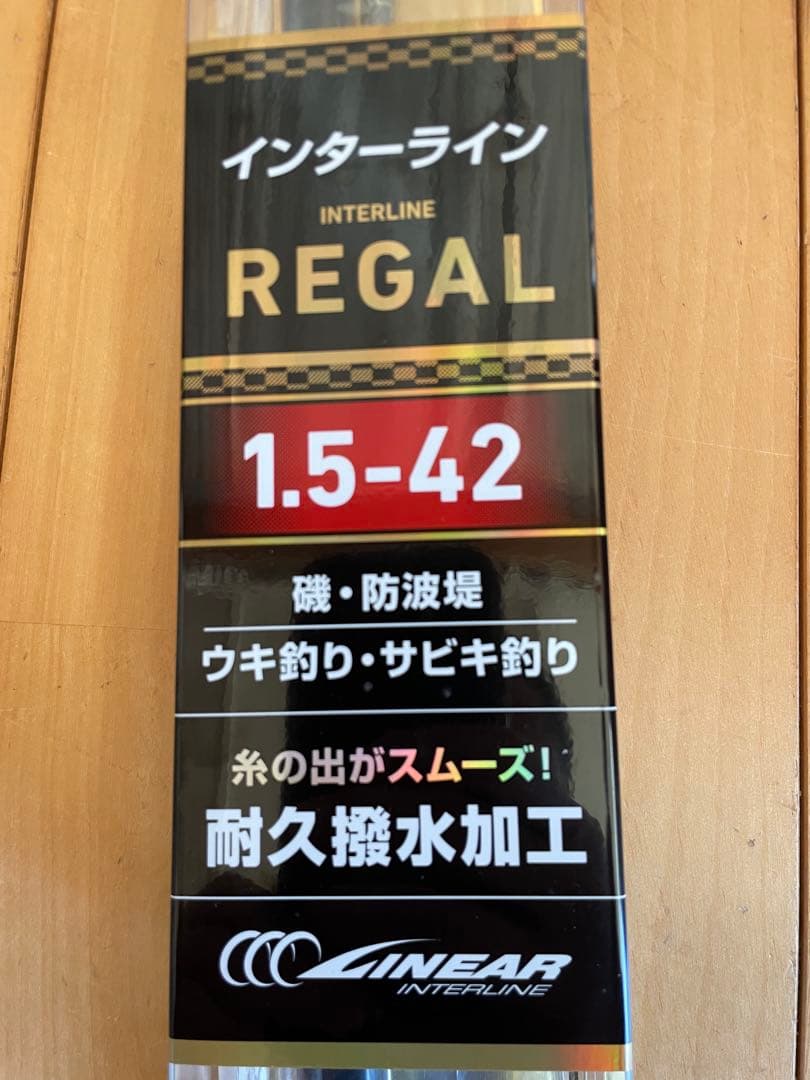 インターライン
INTERLINE
REGAL
1.5-42
磯・防波堤
ウキ釣り・サビキ釣り
糸の出がスムーズ!
耐久撥水加工
LINEAR
INTERLINE